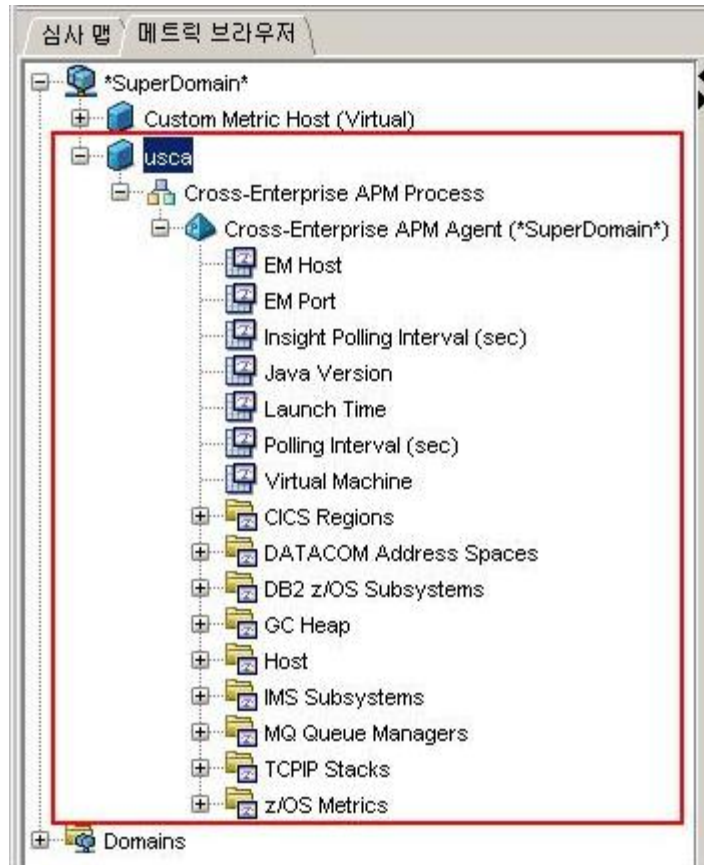 심사 맵 메트릭 브라우저
*SuperDomain*
Custom Metric Host (Virtual)
usca
Cross-Enterprise APM Process
Cross-Enterprise APM Agent (*SuperDomain*)
EM Host
EM Port
Insight Polling Interval (sec)
Java Version
Launch Time
Polling Interval (sec)
Virtual Machine
CICS Regions
DATACOM Address Spaces
DB2 z/OS Subsystems
GC Heap
Host
IMS Subsystems
MQ Queue Managers
TCPIP Stacks
z/OS Metrics
Domains